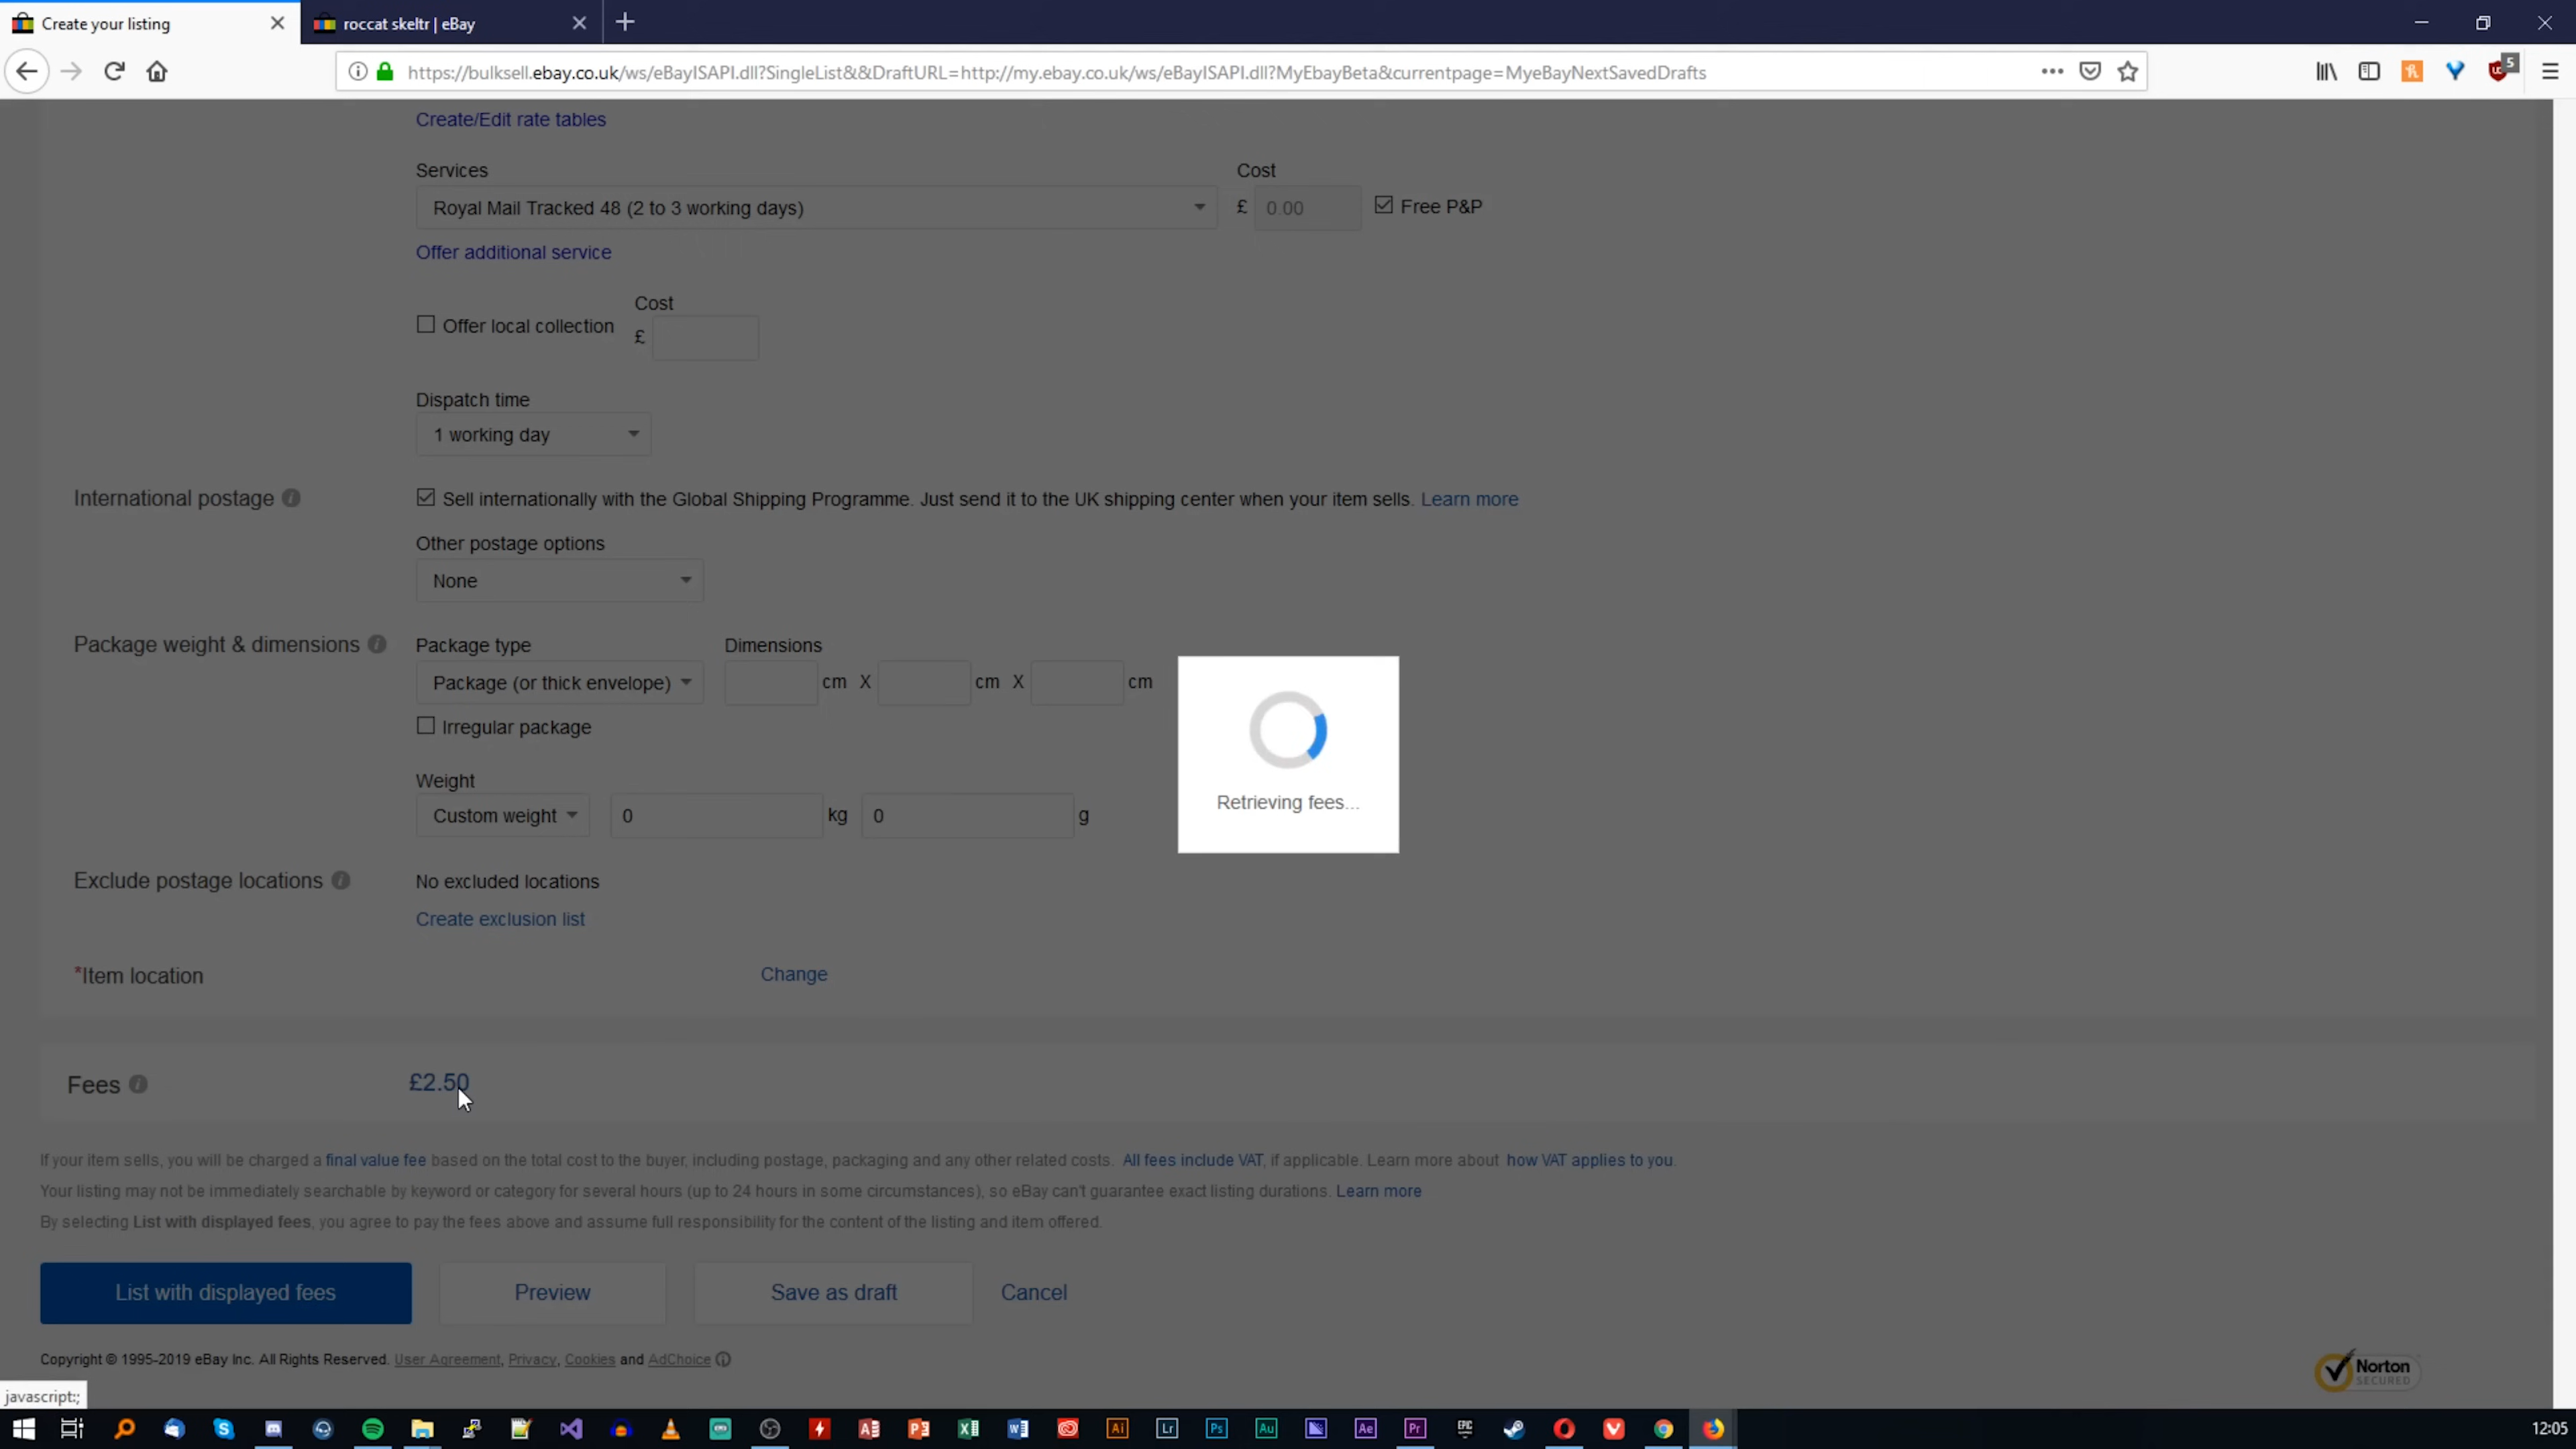 Create your listing
roccat skeltr | eBay
https://bulksell.ebay.co.uk/ws/eBayISAPI.dll?SingleList&&DraftURL=http://my.ebay.co.uk/ws/eBayISAPI.dll?MyEbayBeta&currentpage=MyeBayNextSavedDrafts
5
Create/Edit rate tables
Services
Cost
Royal Mail Tracked 48 (2 to 3 working days)
£ 0.00
Free P&P
Offer additional service
Cost
Offer local collection
£
Dispatch time
1 working day
International postage
Sell internationally with the Global Shipping Programme. Just send it to the UK shipping center when your item sells. Learn more
Other postage options
None
Package weight & dimensions
Package type
Dimensions
Package (or thick envelope)
cm X cm X cm
Irregular package
Weight
Custom weight
0 kg 0 g
Retrieving fees...
Exclude postage locations
No excluded locations
Create exclusion list
*Item location
Change
Fees
£2.50
If your item sells, you will be charged a final value fee based on the total cost to the buyer, including postage, packaging and any other related costs. All fees include VAT, if applicable. Learn more about how VAT applies to you.
Your listing may not be immediately searchable by keyword or category for several hours (up to 24 hours in some circumstances), so eBay can't guarantee exact listing durations. Learn more
By selecting List with displayed fees, you agree to pay the fees above and assume full responsibility for the content of the listing and item offered.
List with displayed fees
Preview
Save as draft
Cancel
Copyright © 1995-2019 eBay Inc. All Rights Reserved. User Agreement, Privacy, Cookies and AdChoice
Norton
SECURED
javascript:;
Ai
Lr
Ps
Au
Ae
Pr
EPIC
12:05